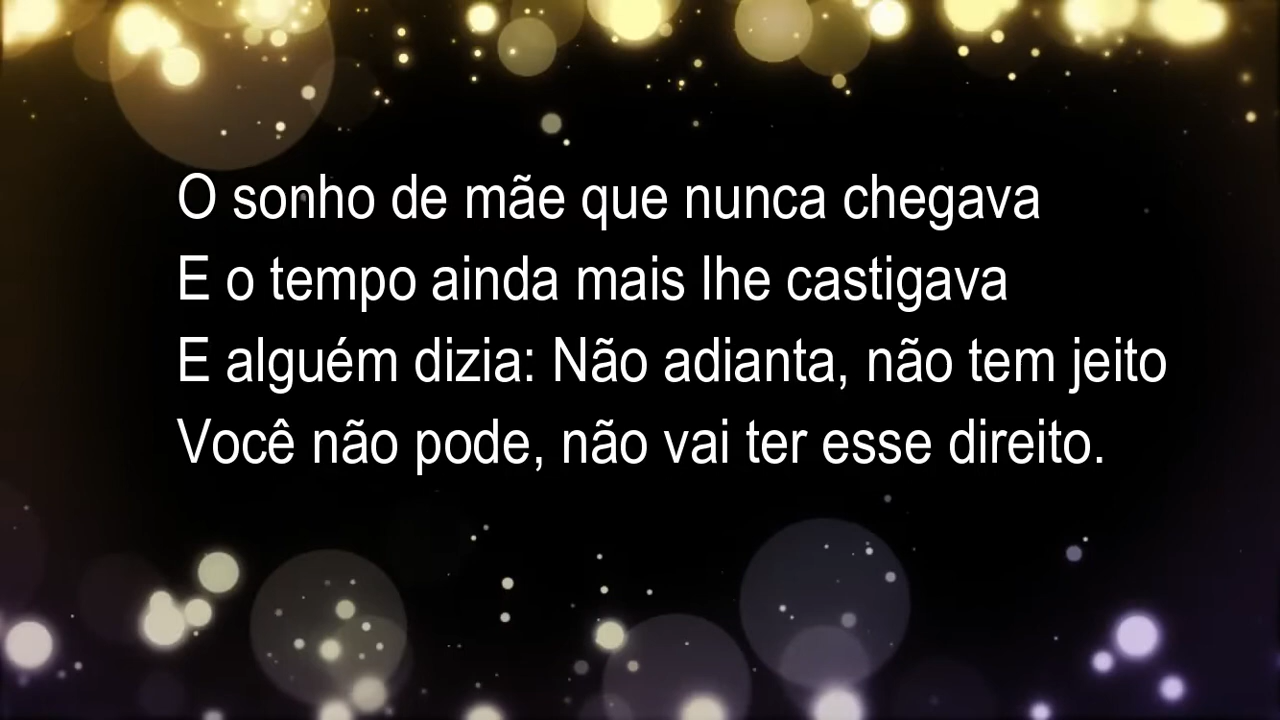 O sonho de mãe que nunca chegava
E o tempo ainda mais lhe castigava
E alguém dizia: Não adianta, não tem jeito
Você não pode, não vai ter esse direito.